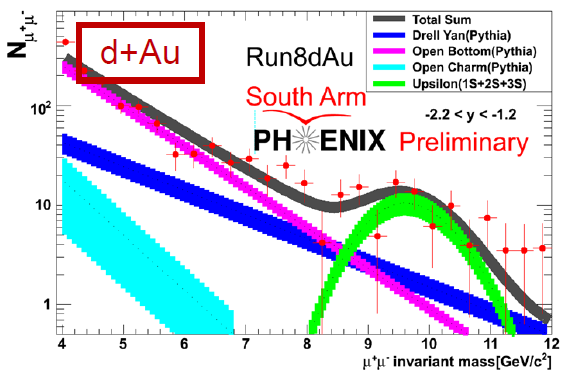 d+Au
Run8dAu
South Arm
PHENIX
Preliminary
-2.2 < y < -1.2
Total Sum
Drell Yan(Pythia)
Open Bottom(Pythia)
Open Charm(Pythia)
Upsilon(1S+2S+3S)
N μ+μ-
10²
10
1
4 5 6 7 8 9 10 11 12
μ⁺μ⁻ invariant mass[GeV/c²]